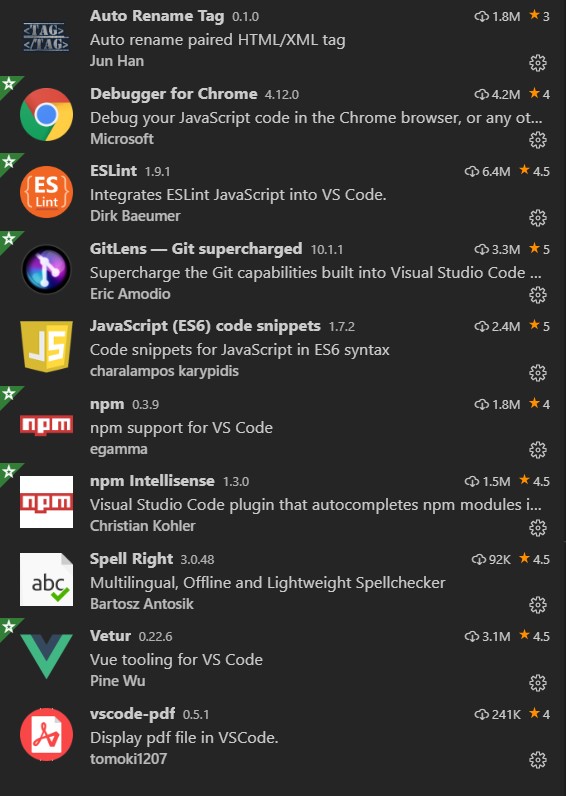 <TAG>
</TAG>
Auto Rename Tag 0.1.0 1.8M 3
Auto rename paired HTML/XML tag
Jun Han
Debugger for Chrome 4.12.0 4.2M 4
Debug your JavaScript code in the Chrome browser, or any ot...
Microsoft
ES
Lint
ESLint 1.9.1 6.4M 4.5
Integrates ESLint JavaScript into VS Code.
Dirk Baeumer
GitLens — Git supercharged 10.1.1 3.3M 5
Supercharge the Git capabilities built into Visual Studio Code ...
Eric Amodio
JS
JavaScript (ES6) code snippets 1.7.2 2.4M 5
Code snippets for JavaScript in ES6 syntax
charalampos karypidis
npm
npm 0.3.9 1.8M 4
npm support for VS Code
egamma
npm
npm Intellisense 1.3.0 1.5M 4.5
Visual Studio Code plugin that autocompletes npm modules i...
Christian Kohler
abc
Spell Right 3.0.48 92K 4.5
Multilingual, Offline and Lightweight Spellchecker
Bartosz Antosik
Vetur 0.22.6 3.1M 4.5
Vue tooling for VS Code
Pine Wu
vscode-pdf 0.5.1 241K 4
Display pdf file in VSCode.
tomoki1207